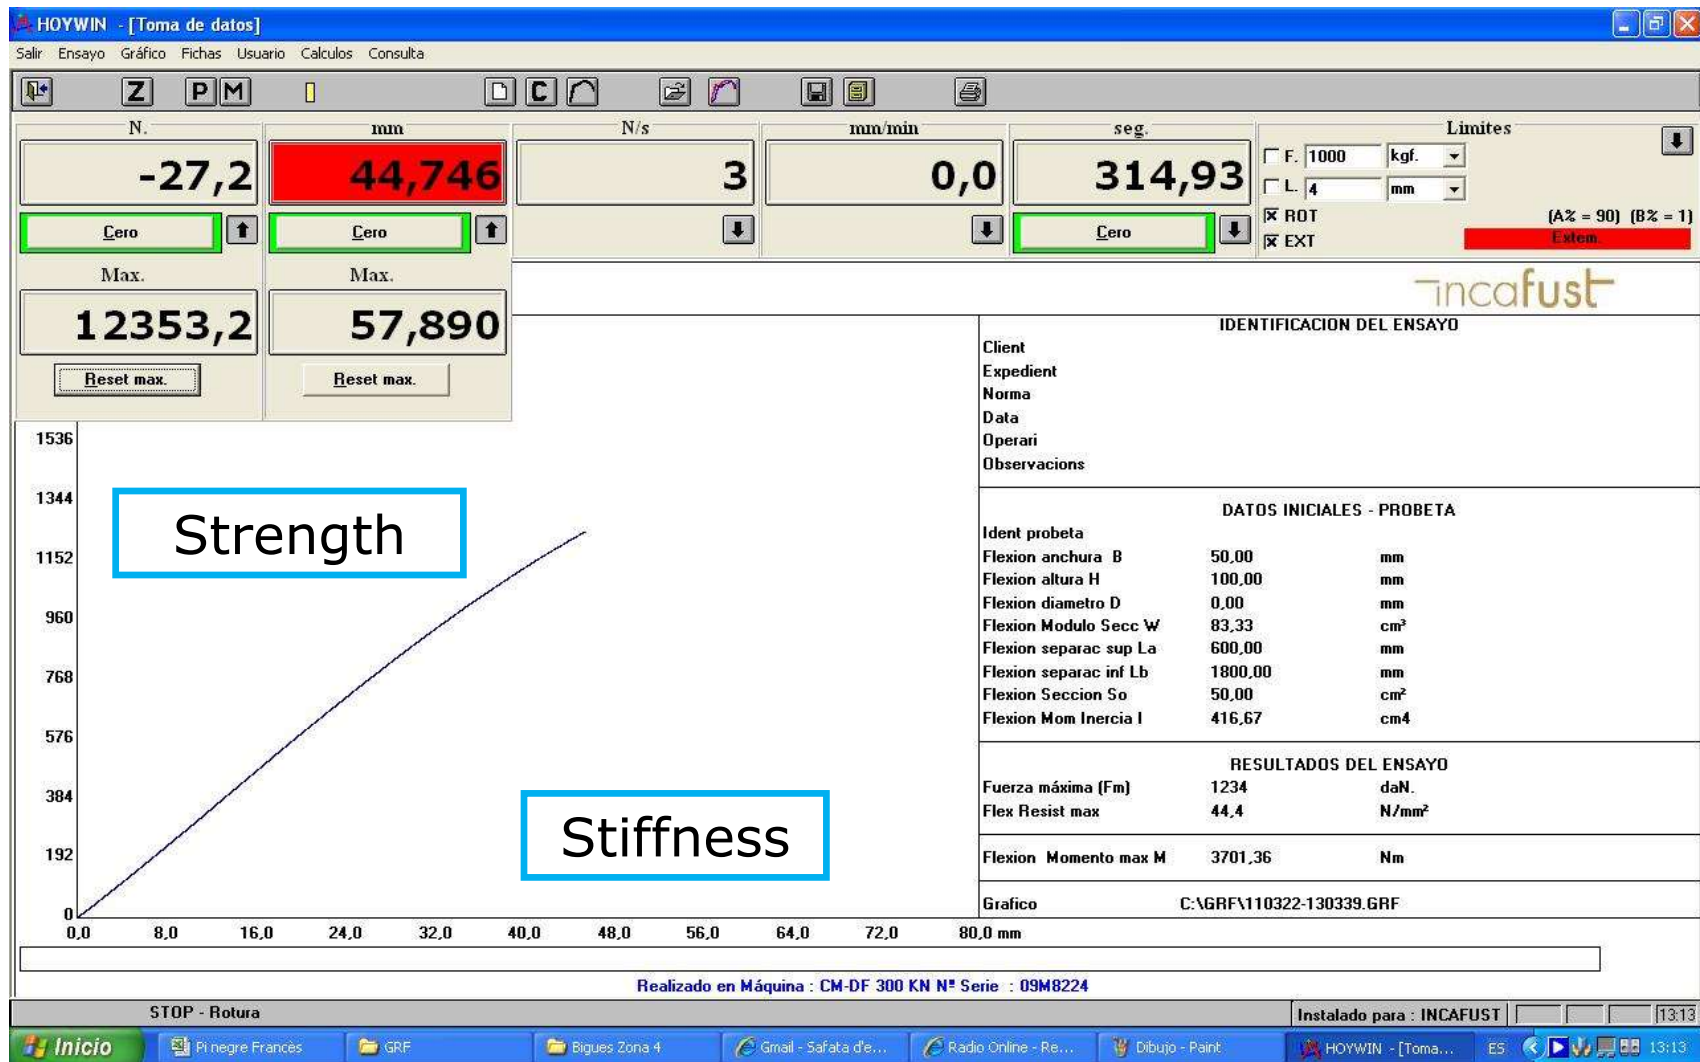 HOYWIN - [Toma de datos]
Salir Ensayo Gráfico Fichas Usuario Calculos Consulta
Z P M C
N. mm N/s mm/min seg. Limites
-27,2 44,746 3 0,0 314,93
F. 1000 kgf.
L. 4 mm
Cero Cero Cero
ROT (A% = 90) (B% = 1)
EXT Extem.
Max. Max.
12353,2 57,890
Reset max. Reset max.
incafust
IDENTIFICACION DEL ENSAYO
Client
Expedient
Norma
Data
Operari
Observacions
DATOS INICIALES - PROBETA
Ident probeta
Flexion anchura B 50,00 mm
Flexion altura H 100,00 mm
Flexion diametro D 0,00 mm
Flexion Modulo Secc W 83,33 cm³
Flexion separac sup La 600,00 mm
Flexion separac inf Lb 1800,00 mm
Flexion Seccion So 50,00 cm²
Flexion Mom Inercia I 416,67 cm4
RESULTADOS DEL ENSAYO
Fuerza máxima (Fm) 1234 daN.
Flex Resist max 44,4 N/mm²
Flexion Momento max M 3701,36 Nm
Grafico C:\GRF\110322-130339.GRF
1536
1344
1152
960
768
576
384
192
0
Strength
Stiffness
0,0 8,0 16,0 24,0 32,0 40,0 48,0 56,0 64,0 72,0 80,0 mm
Realizado en Máquina : CM-DF 300 KN Nº Serie : 09M8224
STOP - Rotura Instalado para : INCAFUST 13:13
Inicio Pi negre Francès GRF Bigues Zona 4 Gmail - Safata d'e... Radio Online - Re... Dibujo - Paint HOYWIN - [Toma... ES 13:13